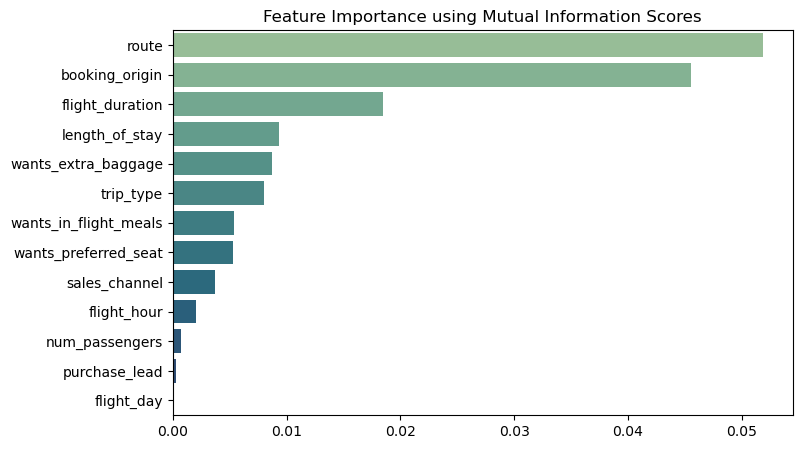 Feature Importance using Mutual Information Scores
route
booking_origin
flight_duration
length_of_stay
wants_extra_baggage
trip_type
wants_in_flight_meals
wants_preferred_seat
sales_channel
flight_hour
num_passengers
purchase_lead
flight_day
0.00 0.01 0.02 0.03 0.04 0.05